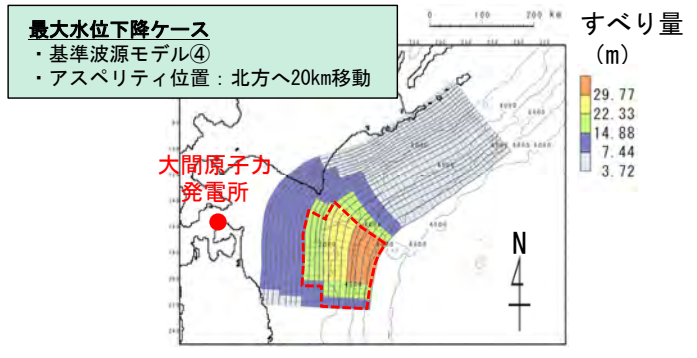 最大水位下降ケース
・基準波源モデル④
・アスペリティ位置：北方へ20km移動
0 100 200 km
すべり量
（m）
29.77
22.33
14.88
7.44
3.72
大間原子力
発電所
N